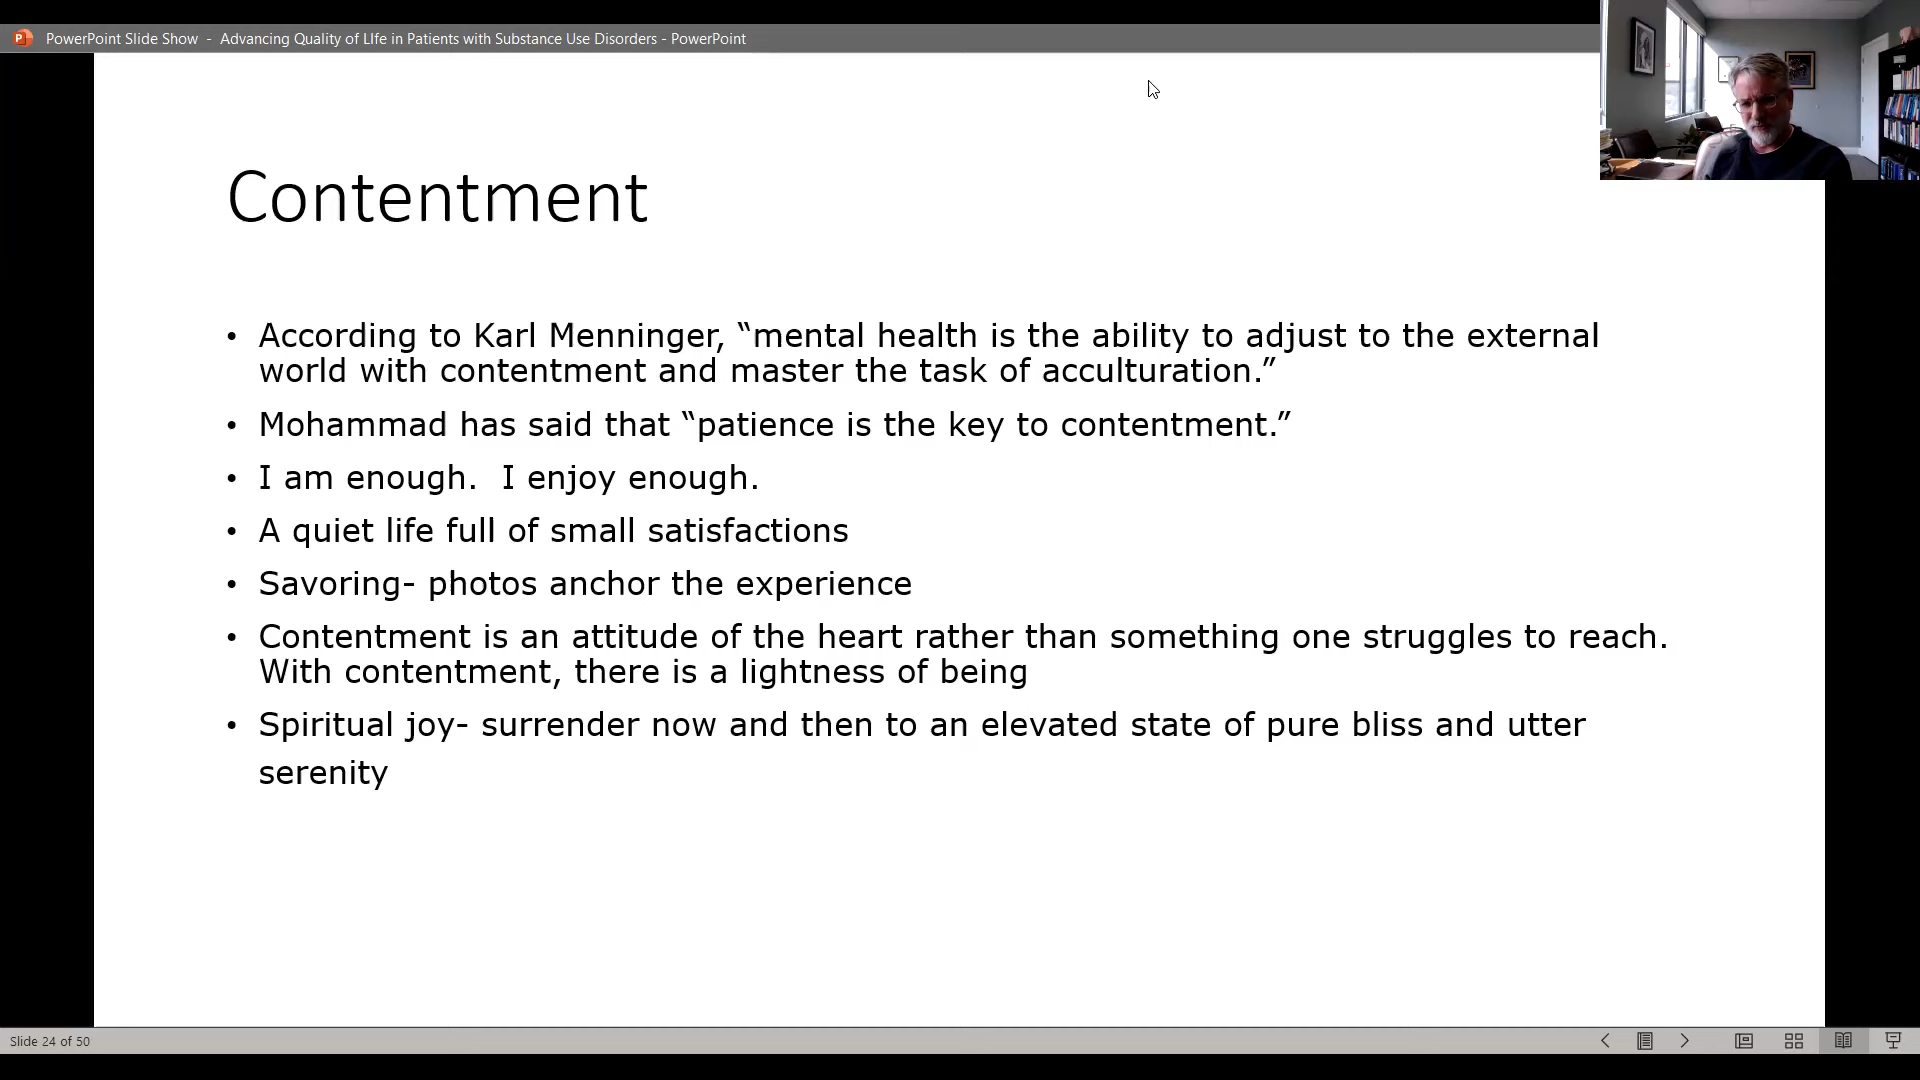 PowerPoint Slide Show - Advancing Quality of LIfe in Patients with Substance Use Disorders - PowerPoint
Contentment
• According to Karl Menninger, “mental health is the ability to adjust to the external
world with contentment and master the task of acculturation.”
• Mohammad has said that “patience is the key to contentment.”
• I am enough.  I enjoy enough.
• A quiet life full of small satisfactions
• Savoring- photos anchor the experience
• Contentment is an attitude of the heart rather than something one struggles to reach.
With contentment, there is a lightness of being
• Spiritual joy- surrender now and then to an elevated state of pure bliss and utter
serenity
Slide 24 of 50